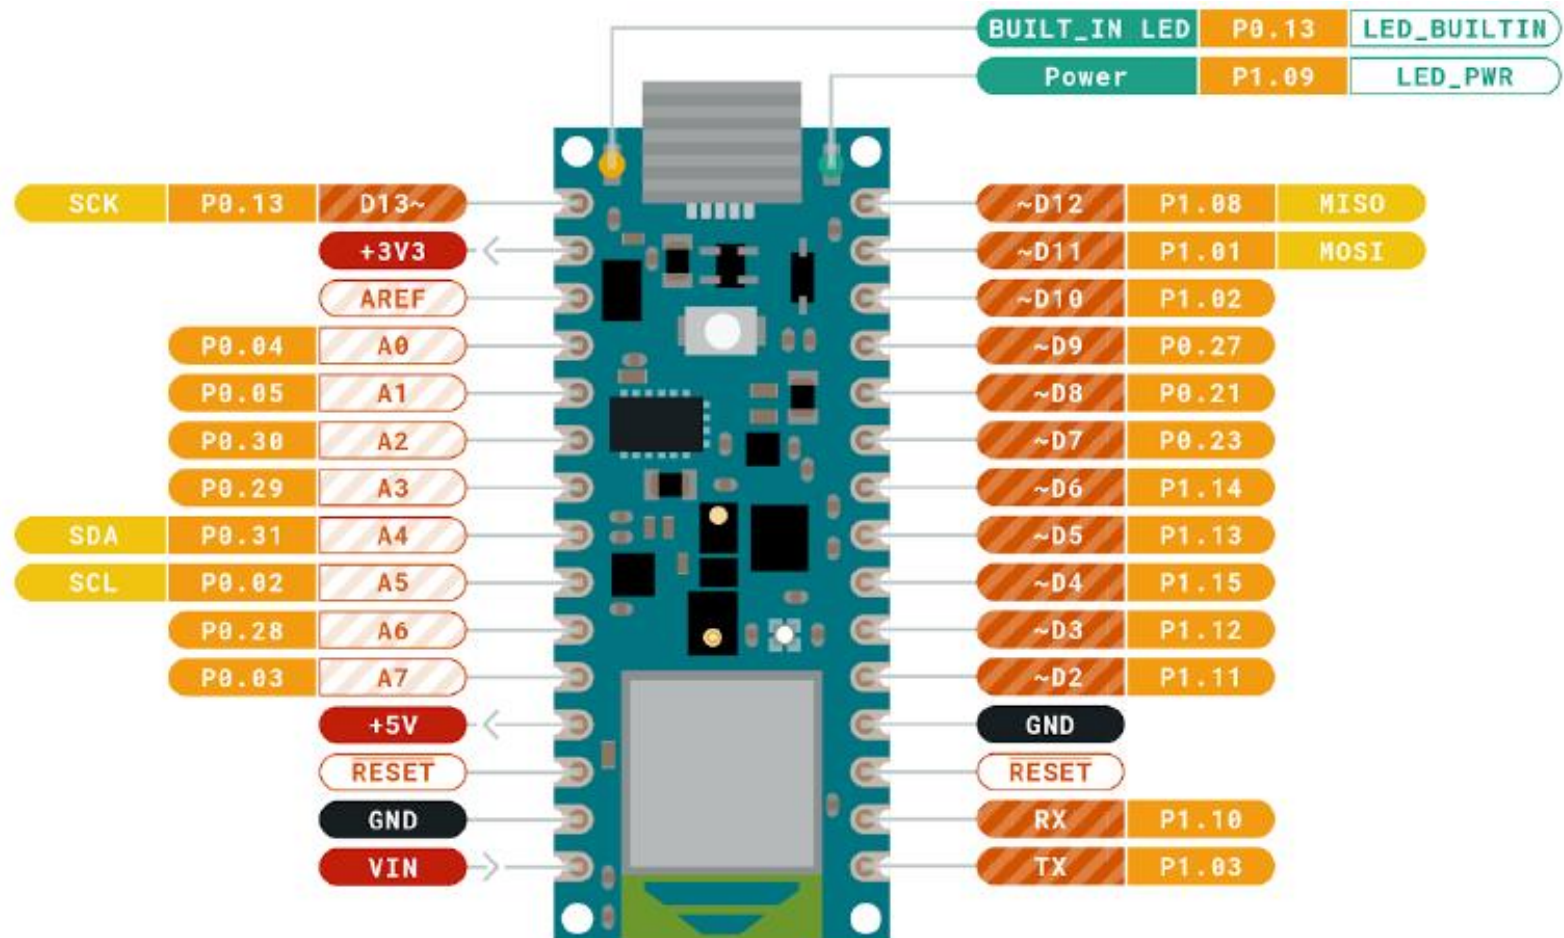 BUILT_IN LED P0.13 LED_BUILTIN
Power P1.09 LED_PWR
SCK P0.13 D13~ ~D12 P1.08 MISO
+3V3 ~D11 P1.01 MOSI
AREF ~D10 P1.02
P0.04 A0 ~D9 P0.27
P0.05 A1 ~D8 P0.21
P0.30 A2 ~D7 P0.23
P0.29 A3 ~D6 P1.14
SDA P0.31 A4 ~D5 P1.13
SCL P0.02 A5 ~D4 P1.15
P0.28 A6 ~D3 P1.12
P0.03 A7 ~D2 P1.11
+5V GND
RESET RESET
GND RX P1.10
VIN TX P1.03